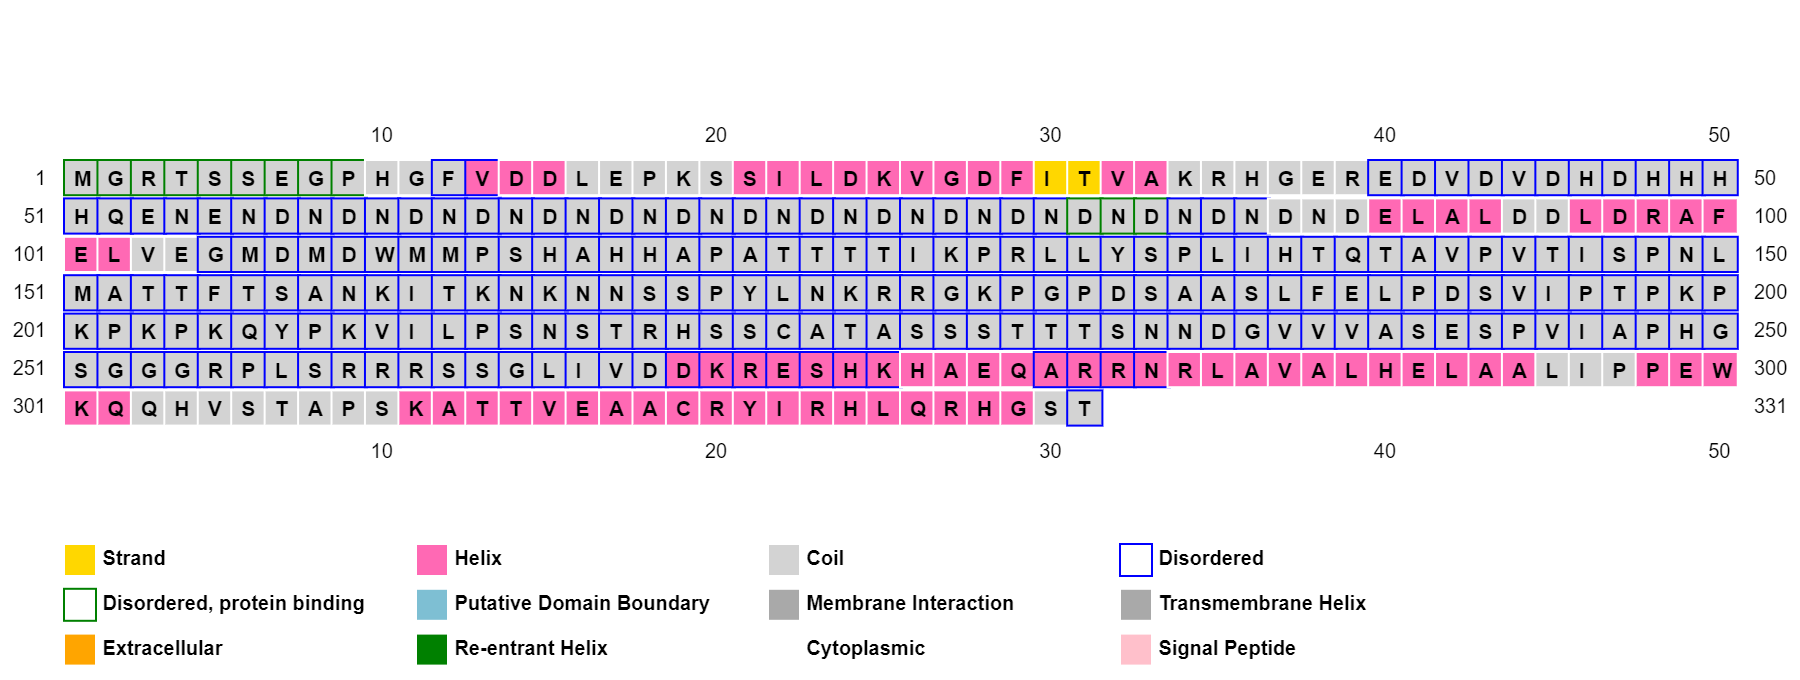 10 20 30 40 50
1 M G R T S S E G P H G F V D D L E P K S S I L D K V G D F I T V A K R H G E R E D V D V D H D H H H 50
51 H Q E N E N D N D N D N D N D N D N D N D N D N D N D N D N D N D N D N D N D E L A L D D L D R A F 100
101 E L V E G M D M D W M M P S H A H H A P A T T T T I K P R L L Y S P L I H T Q T A V P V T I S P N L 150
151 M A T T F T S A N K I T K N K N N S S P Y L N K R R G K P G P D S A A S L F E L P D S V I P T P K P 200
201 K P K P K Q Y P K V I L P S N S T R H S S C A T A S S S T T T S N N D G V V V A S E S P V I A P H G 250
251 S G G G R P L S R R R S S G L I V D D K R E S H K H A E Q A R R N R L A V A L H E L A A L I P P E W 300
301 K Q Q H V S T A P S K A T T V E A A C R Y I R H L Q R H G S T 331
10 20 30 40 50
Strand Helix Coil Disordered
Disordered, protein binding Putative Domain Boundary Membrane Interaction Transmembrane Helix
Extracellular Re-entrant Helix Cytoplasmic Signal Peptide